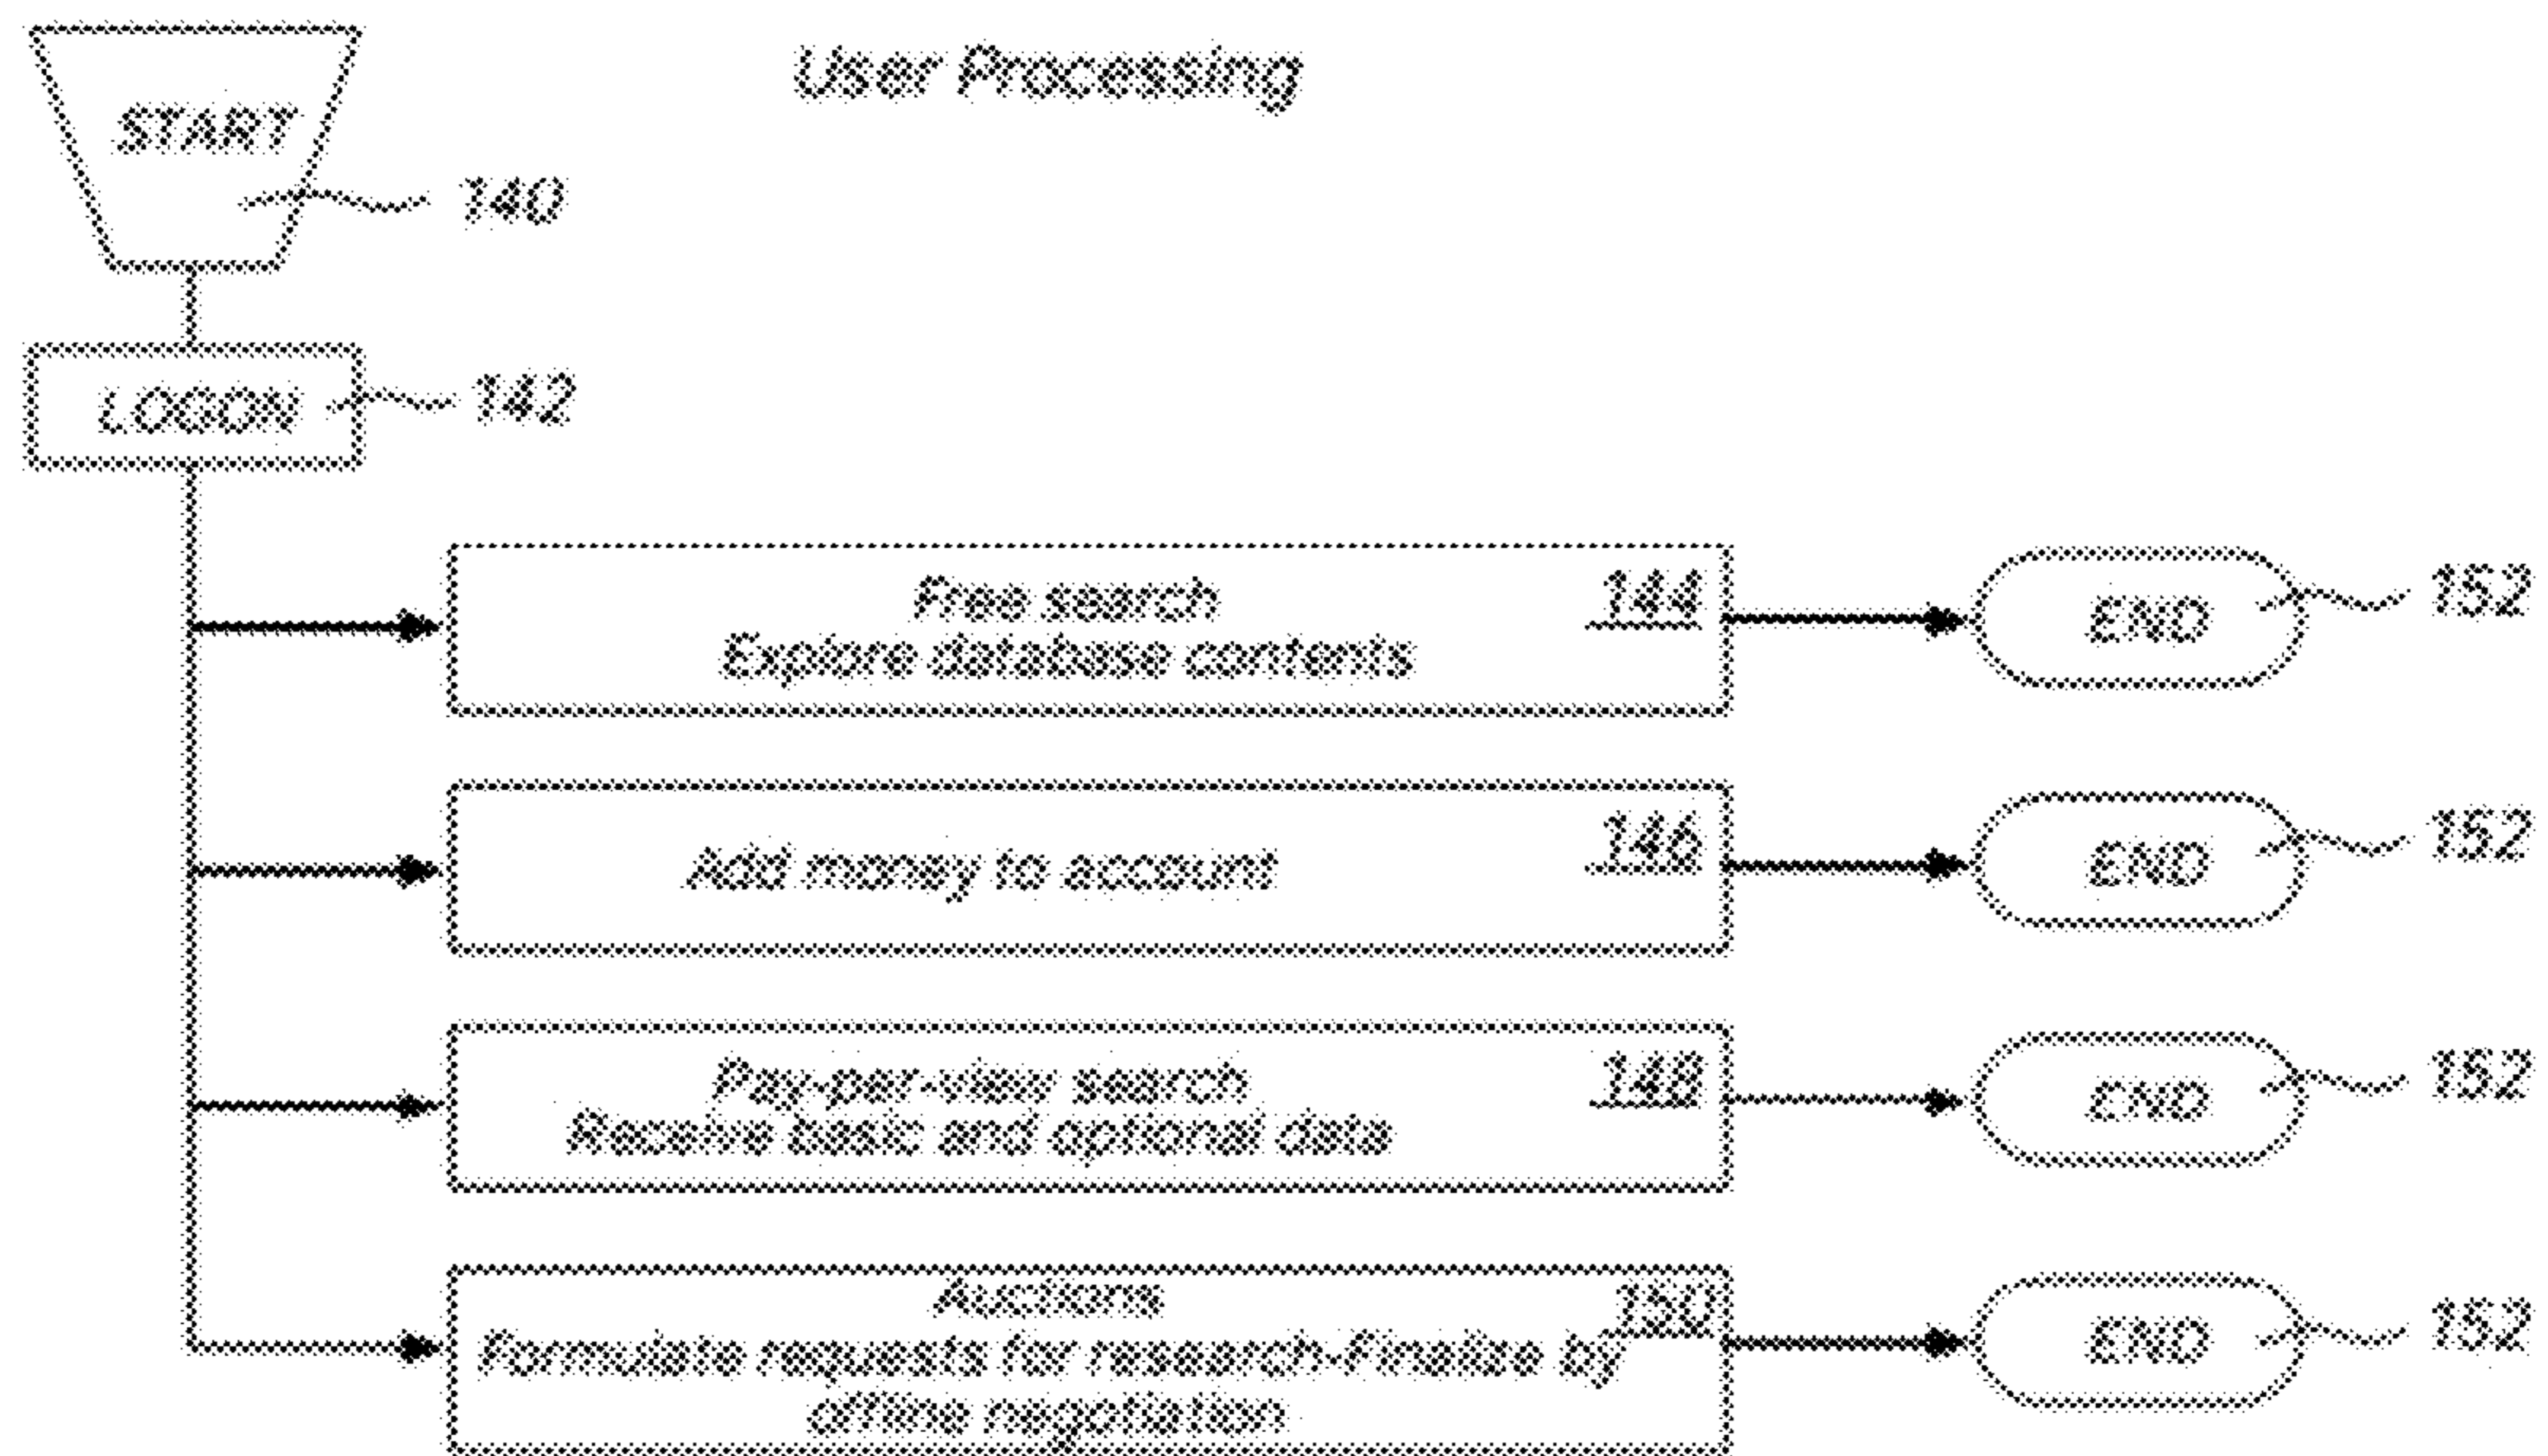 User Processing
START
140
LOGON
142
Free search
144
Explore database contents
END
152
Add money to account
146
END
152
Pay-per-view search
148
Receive basic and optional data
END
152
Auctions
150
Formulate requests for research-Finalize by
offline negotiation
END
152